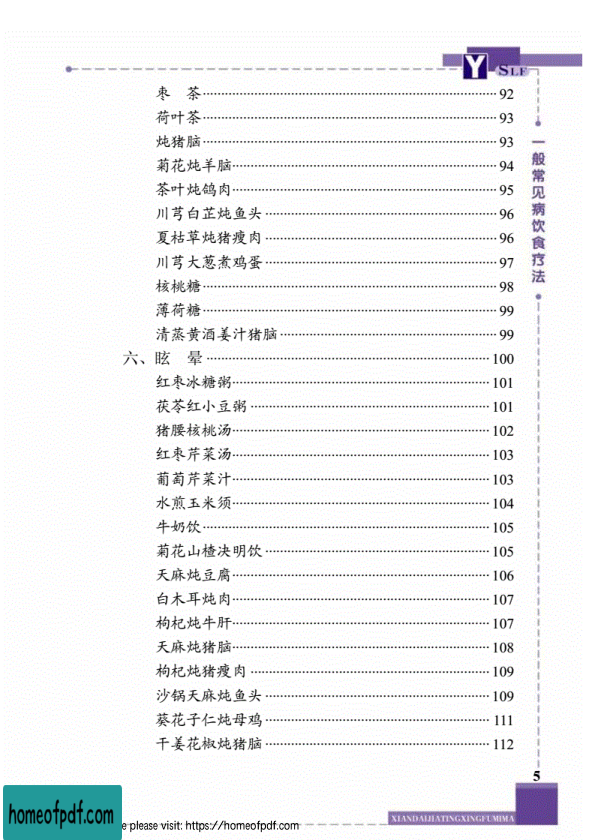 Y SLF
枣　茶…………92
荷叶茶…………93
炖猪脑…………93
菊花炖羊脑…………94
茶叶炖鸽肉…………95
川芎白芷炖鱼头…………96
夏枯草炖猪瘦肉…………96
川芎大葱煮鸡蛋…………97
核桃糖…………98
薄荷糖…………99
清蒸黄酒姜汁猪脑…………99
六、眩　晕…………100
红枣冰糖粥…………101
茯苓红小豆粥…………101
猪腰核桃汤…………102
红枣芹菜汤…………103
葡萄芹菜汁…………103
水煎玉米须…………104
牛奶饮…………105
菊花山楂决明饮…………105
天麻炖豆腐…………106
白木耳炖肉…………107
枸杞炖牛肝…………107
天麻炖猪脑…………108
枸杞炖猪瘦肉…………109
沙锅天麻炖鱼头…………109
葵花子仁炖母鸡…………111
干姜花椒炖猪脑…………112
一般常见病饮食疗法
5
XIANDAIJIATINGXINGFUMIMA
homeofpdf.com
e please visit: https://homeofpdf.com